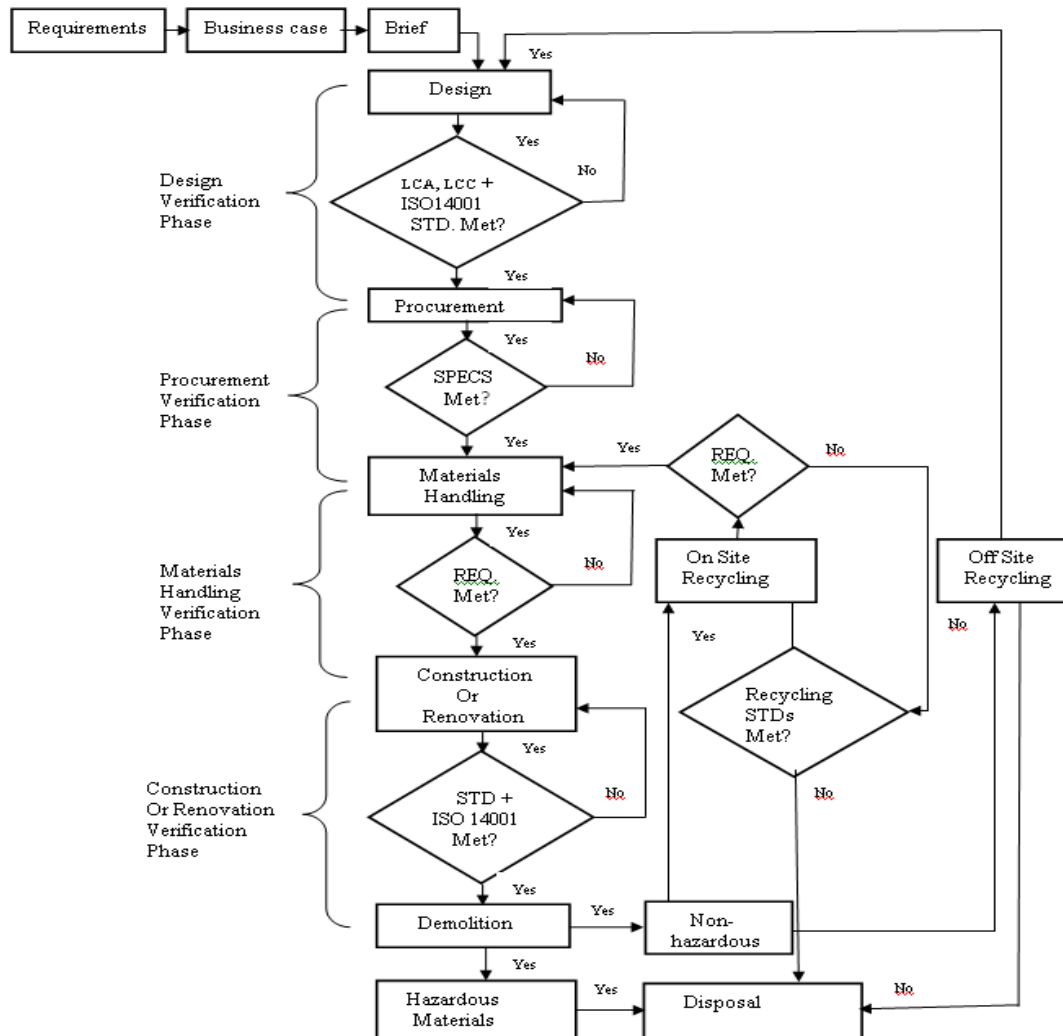 Requirements
Business case
Brief
Yes
Design
Yes
No
LCA, LCC +
ISO14001
STD. Met?
Design
Verification
Phase
Yes
Procurement
Yes
No
SPECS
Met?
Procurement
Verification
Phase
Yes
Yes
REQ.
Met?
No
Materials
Handling
Yes
No
REQ.
Met?
On Site
Recycling
Off Site
Recycling
Materials
Handling
Verification
Phase
Yes
Yes
No
Construction
Or
Renovation
Recycling
STDs
Met?
Yes
No
No
STD +
ISO 14001
Met?
Construction
Or Renovation
Verification
Phase
Yes
Demolition
Yes
Non-
hazardous
Yes
Hazardous
Materials
Yes
Disposal
No